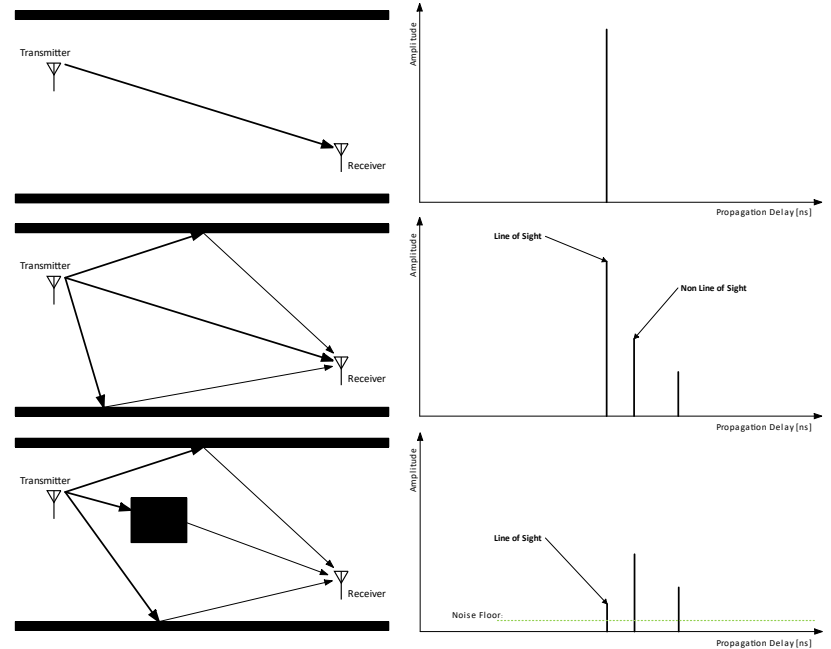 Transmitter
Receiver
Amplitude
Propagation Delay [ns]
Transmitter
Receiver
Amplitude
Line of Sight
Non Line of Sight
Propagation Delay [ns]
Transmitter
Receiver
Amplitude
Line of Sight
Noise Floor:
Propagation Delay [ns]